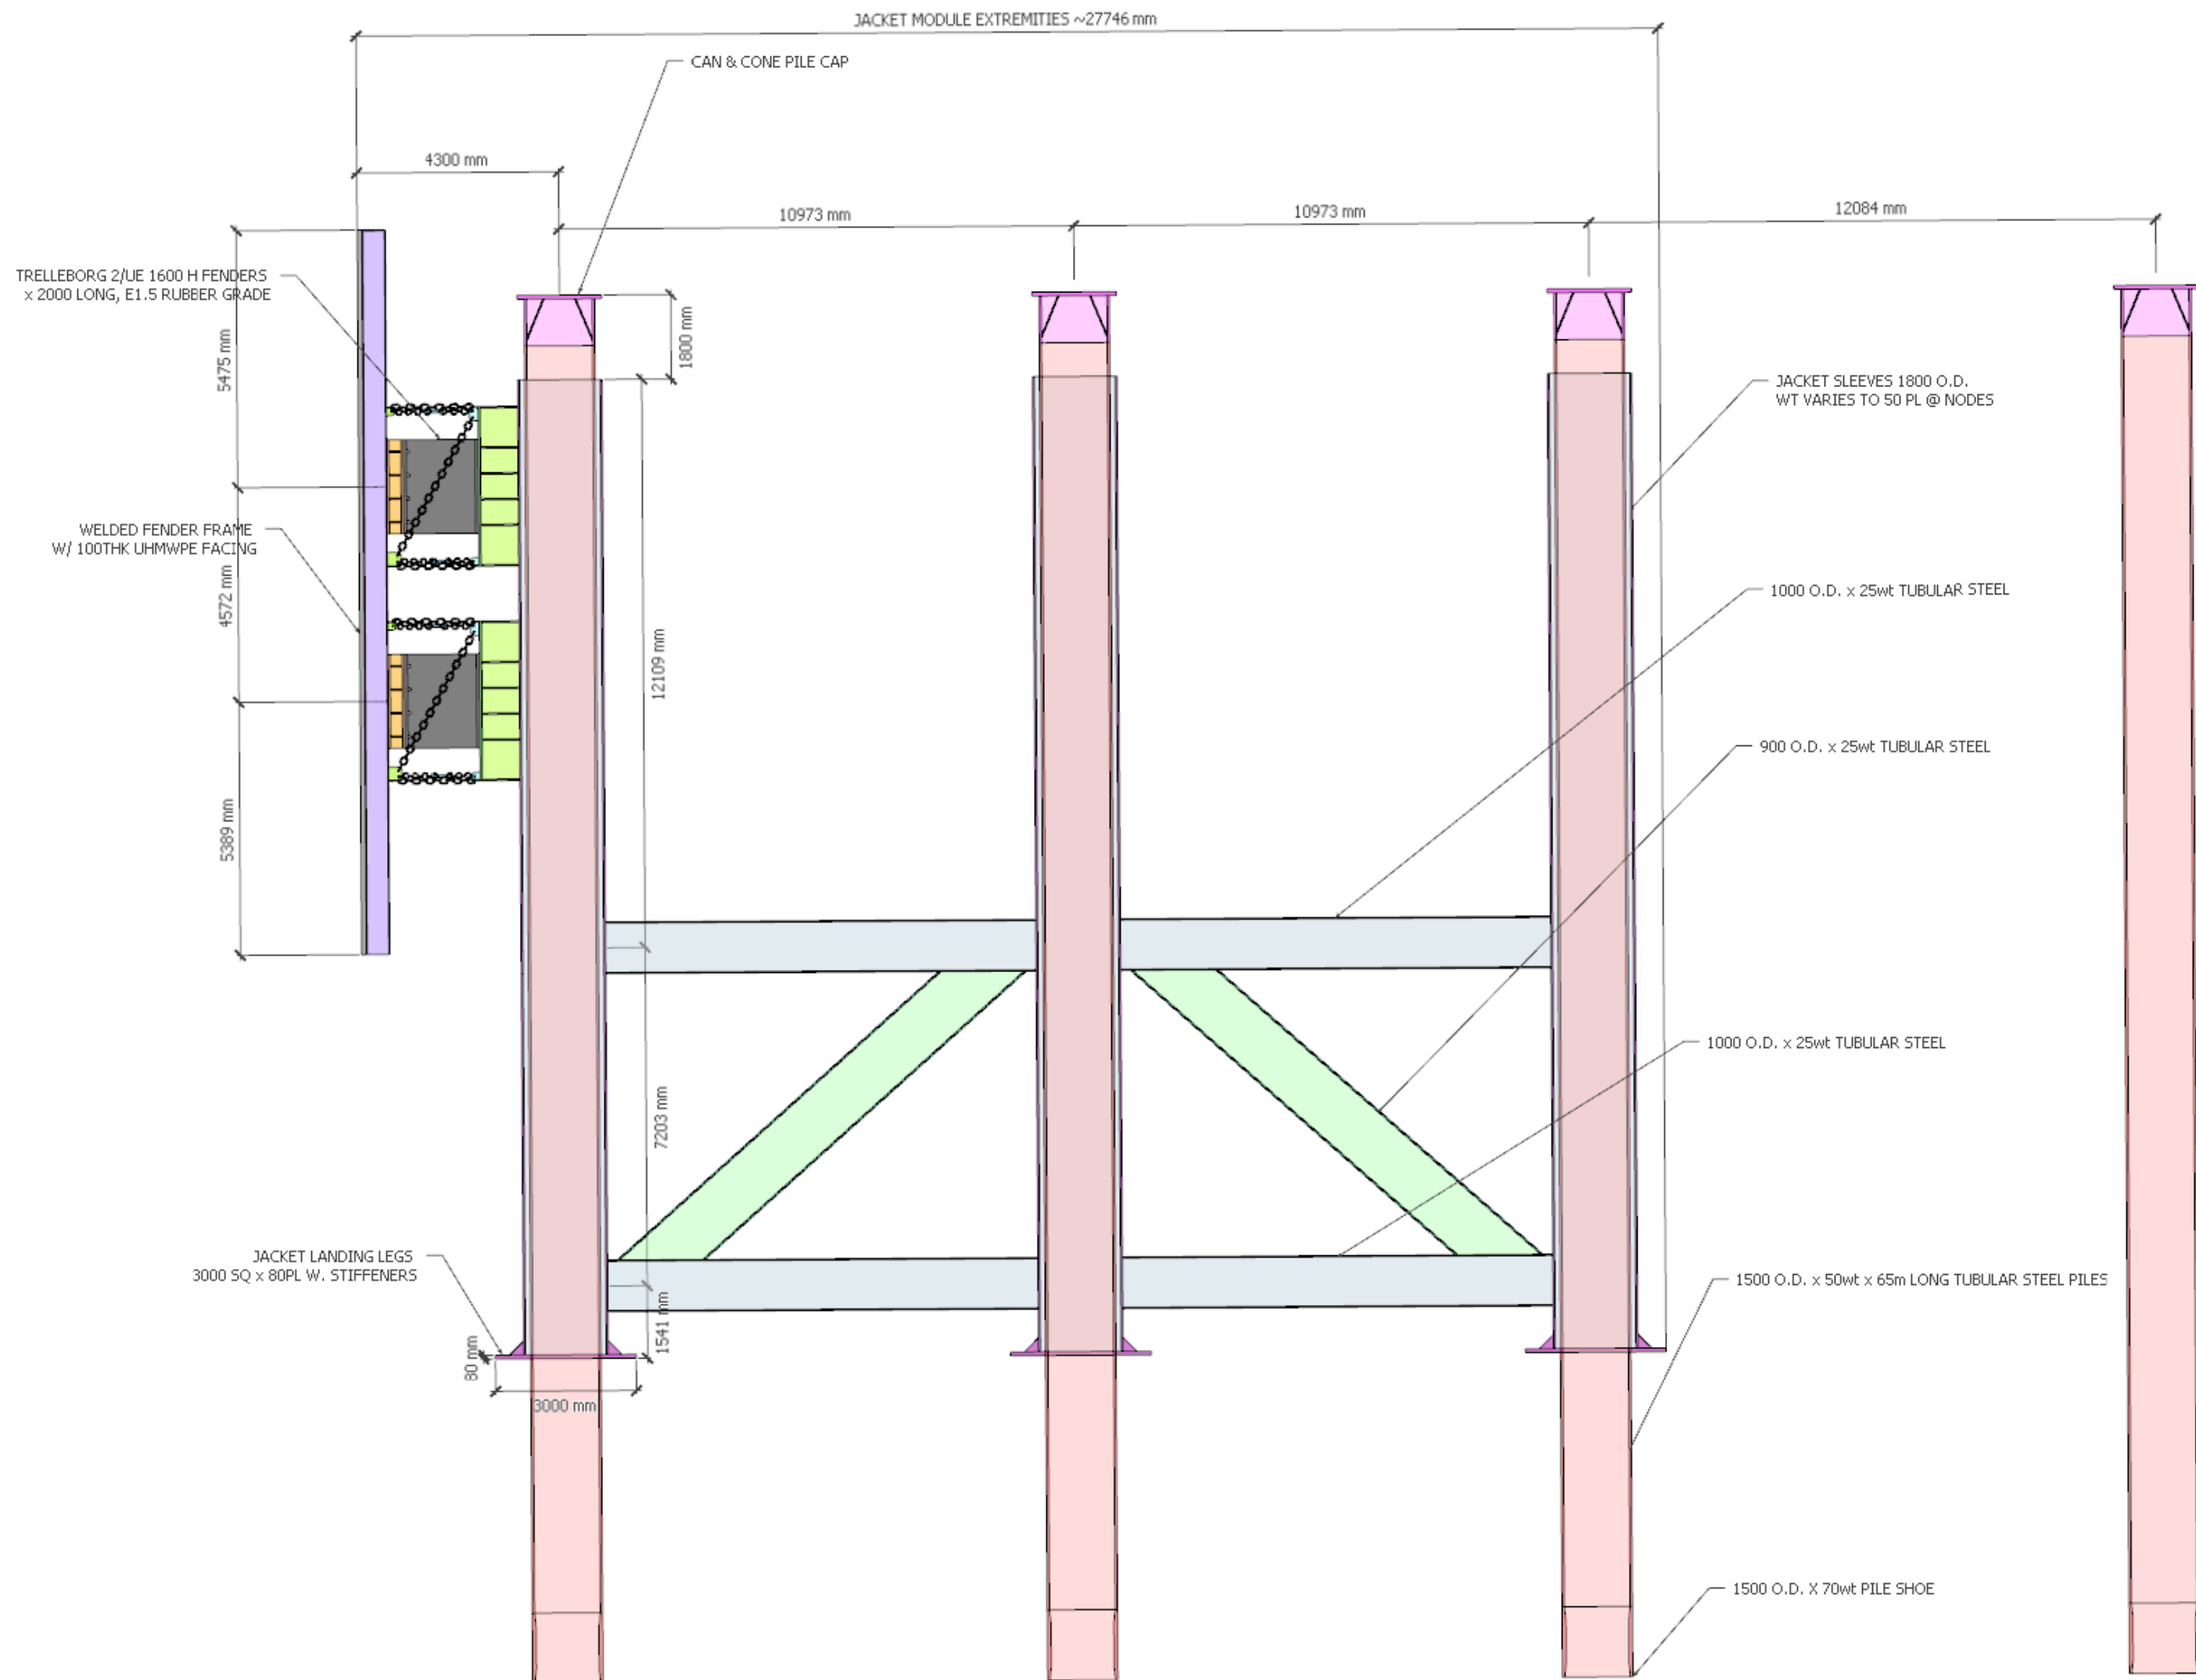 JACKET MODULE EXTREMITIES ~27746 mm
CAN & CONE PILE CAP
4300 mm
10973 mm
10973 mm
12084 mm
TRELLEBORG 2/UE 1600 H FENDERS
x 2000 LONG, E1.5 RUBBER GRADE
5475 mm
1800 mm
JACKET SLEEVES 1800 O.D.
WT VARIES TO 50 PL @ NODES
WELDED FENDER FRAME
W/ 100THK UHMWPE FACING
4572 mm
1000 O.D. x 25wt TUBULAR STEEL
12109 mm
900 O.D. x 25wt TUBULAR STEEL
5389 mm
1000 O.D. x 25wt TUBULAR STEEL
7203 mm
JACKET LANDING LEGS
3000 SQ x 80PL W. STIFFENERS
1500 O.D. x 50wt x 65m LONG TUBULAR STEEL PILES
1541 mm
80 mm
3000 mm
1500 O.D. X 70wt PILE SHOE